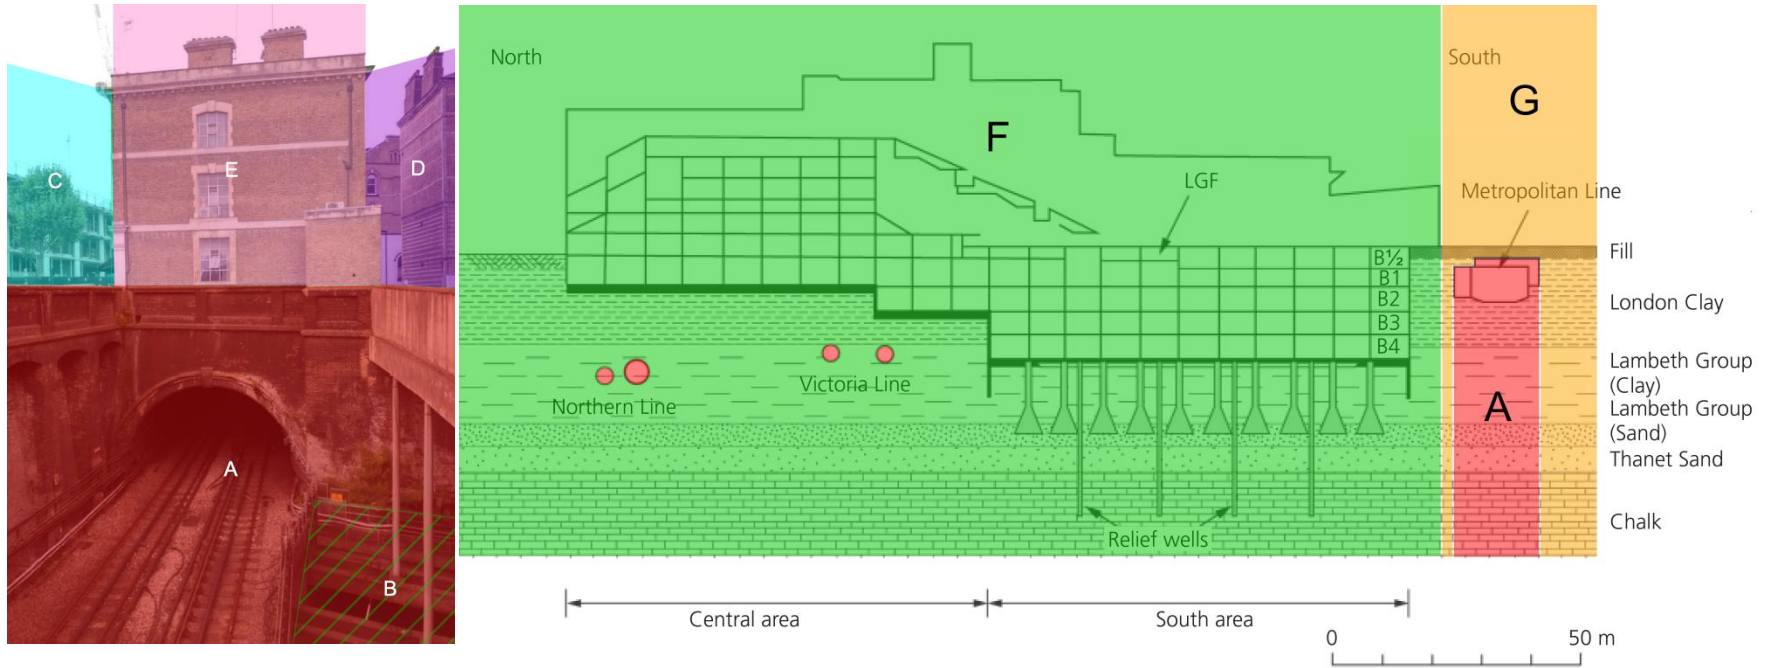 C
E
D
A
B
North
South
F
G
LGF
Metropolitan Line
Fill
B½
B1
London Clay
B2
B3
B4
Victoria Line
Northern Line
Lambeth Group
(Clay)
A
Lambeth Group
(Sand)
Thanet Sand
Chalk
Relief wells
Central area
South area
0
50 m